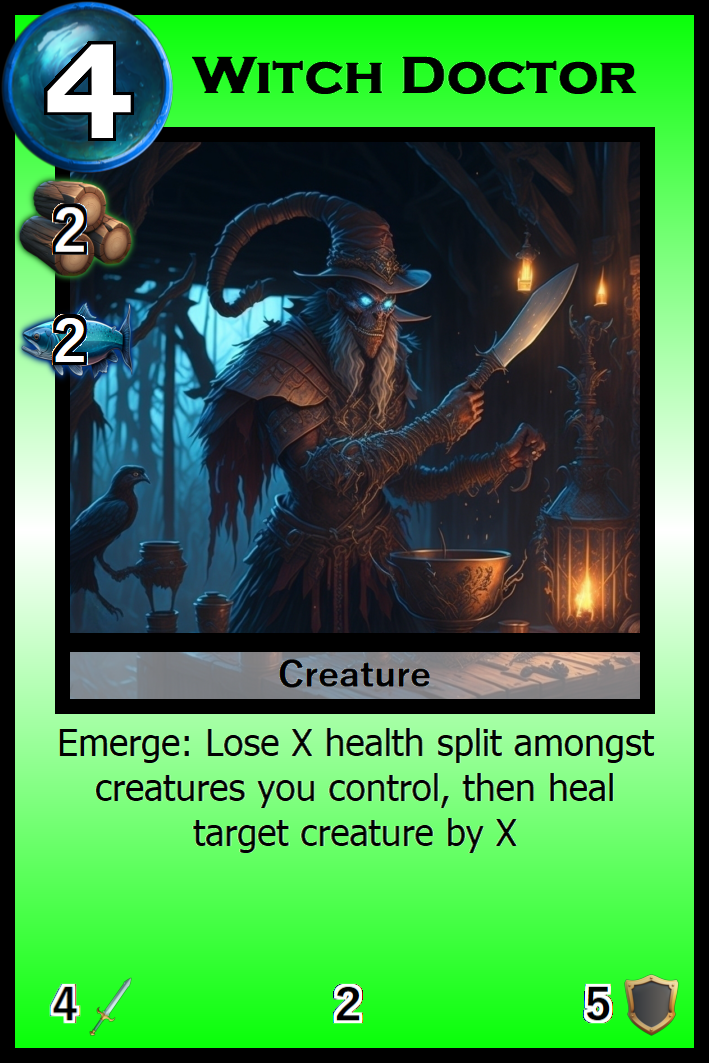 4
Witch Doctor
2
2
Creature
Emerge: Lose X health split amongst
creatures you control, then heal
target creature by X
4
2
5